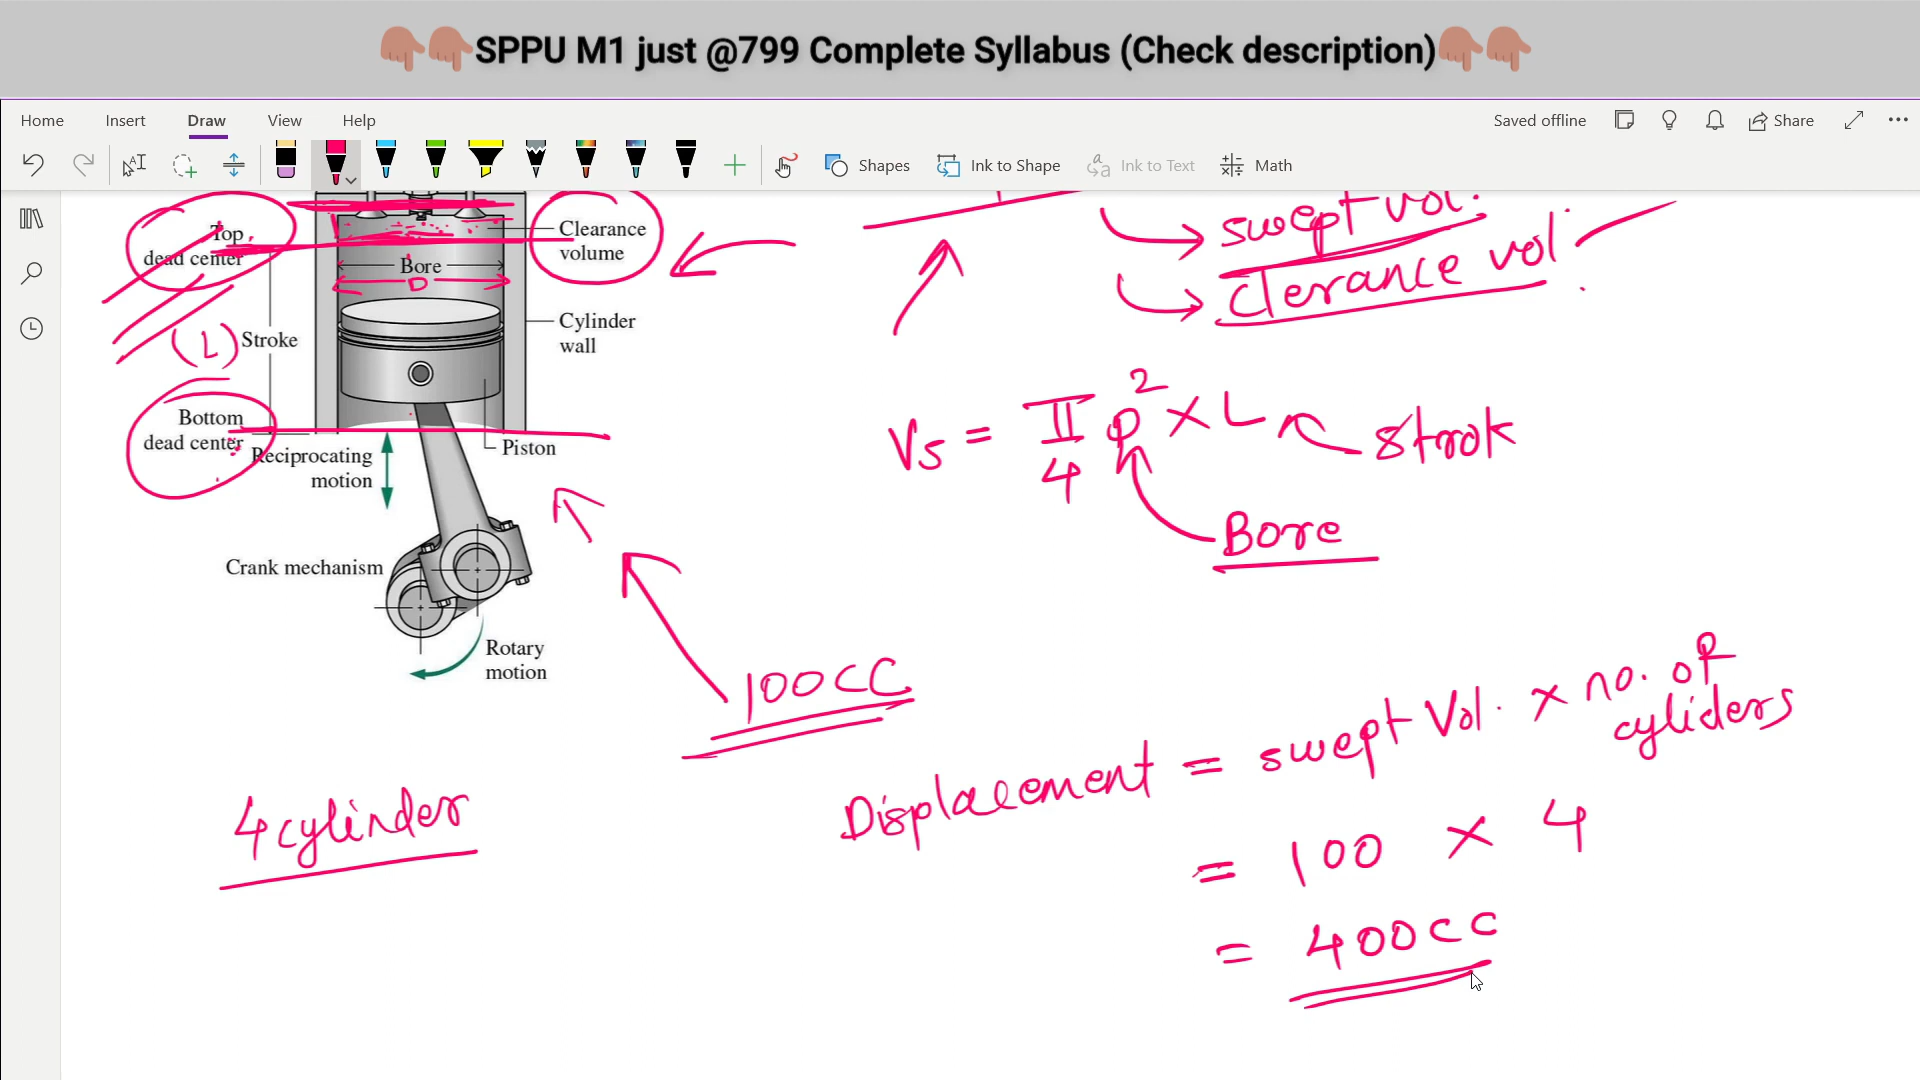 👇👇SPPU M1 just @799 Complete Syllabus (Check description)👇👇
Home Insert Draw View Help
Saved offline Share
Shapes Ink to Shape Ink to Text Math
Top
dead center
Clearance
volume
swept vol.
clerance vol.
Bore
D
(L) Stroke
Cylinder
wall
Bottom
dead center
Piston
Reciprocating
motion
Vs = π/4 D² × L strok
Bore
Crank mechanism
Rotary
motion
100CC
4 cylinder
Displacement = swept Vol. × no. of
cyliders
= 100 × 4
= 400CC